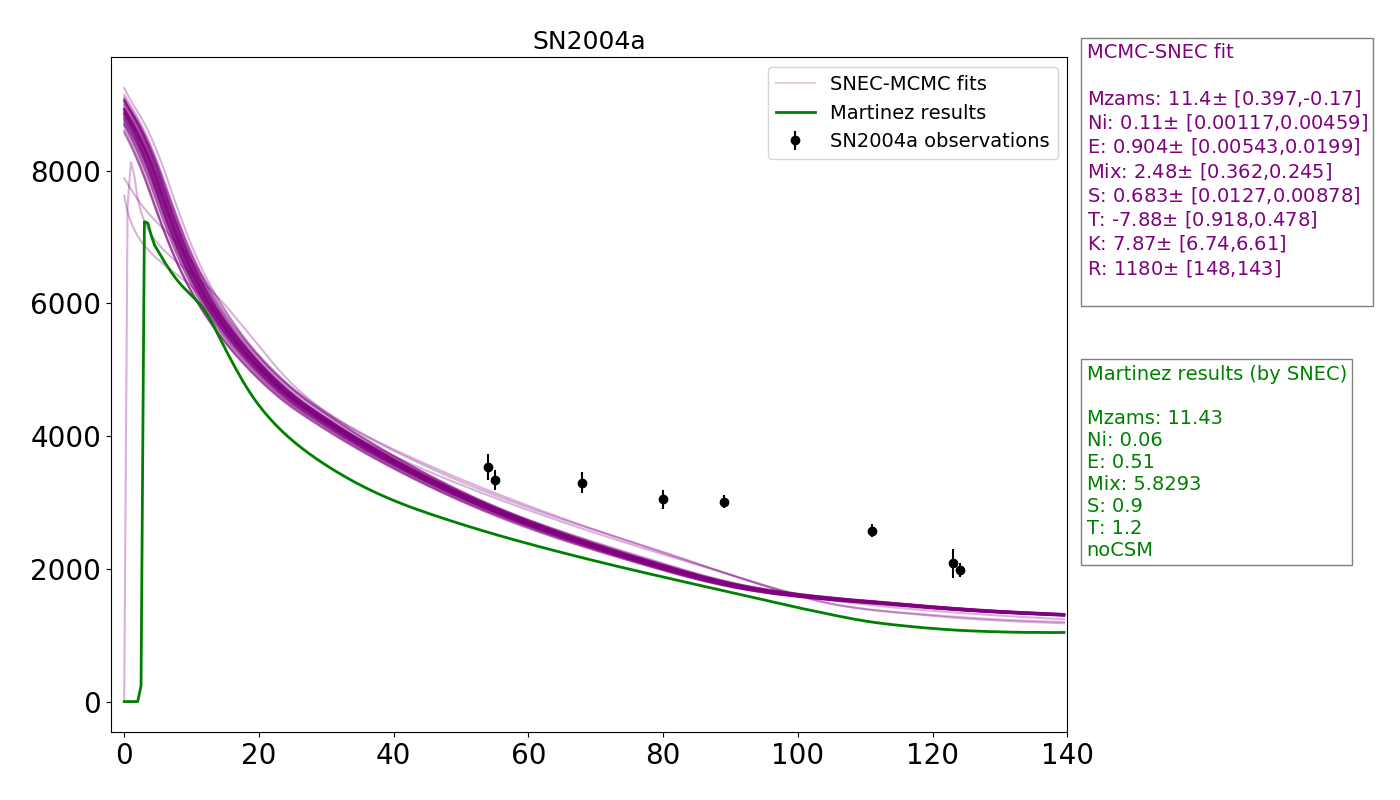 SN2004a
SNEC-MCMC fits
Martinez results
SN2004a observations
8000
6000
4000
2000
0
0 20 40 60 80 100 120 140
MCMC-SNEC fit
Mzams: 11.4± [0.397,-0.17]
Ni: 0.11± [0.00117,0.00459]
E: 0.904± [0.00543,0.0199]
Mix: 2.48± [0.362,0.245]
S: 0.683± [0.0127,0.00878]
T: -7.88± [0.918,0.478]
K: 7.87± [6.74,6.61]
R: 1180± [148,143]
Martinez results (by SNEC)
Mzams: 11.43
Ni: 0.06
E: 0.51
Mix: 5.8293
S: 0.9
T: 1.2
noCSM